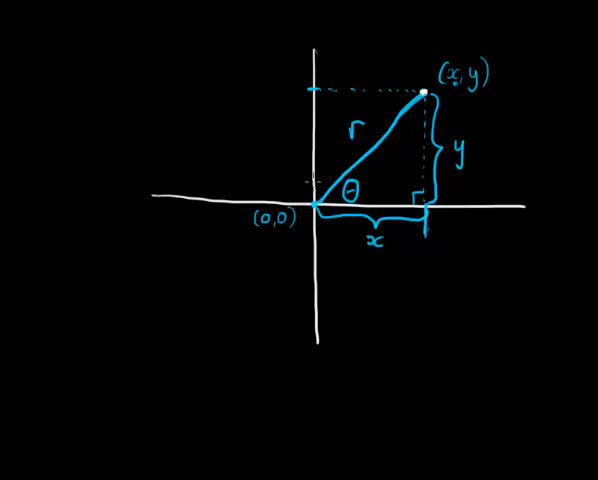 (x, y)
r
y
θ
(0,0)
x